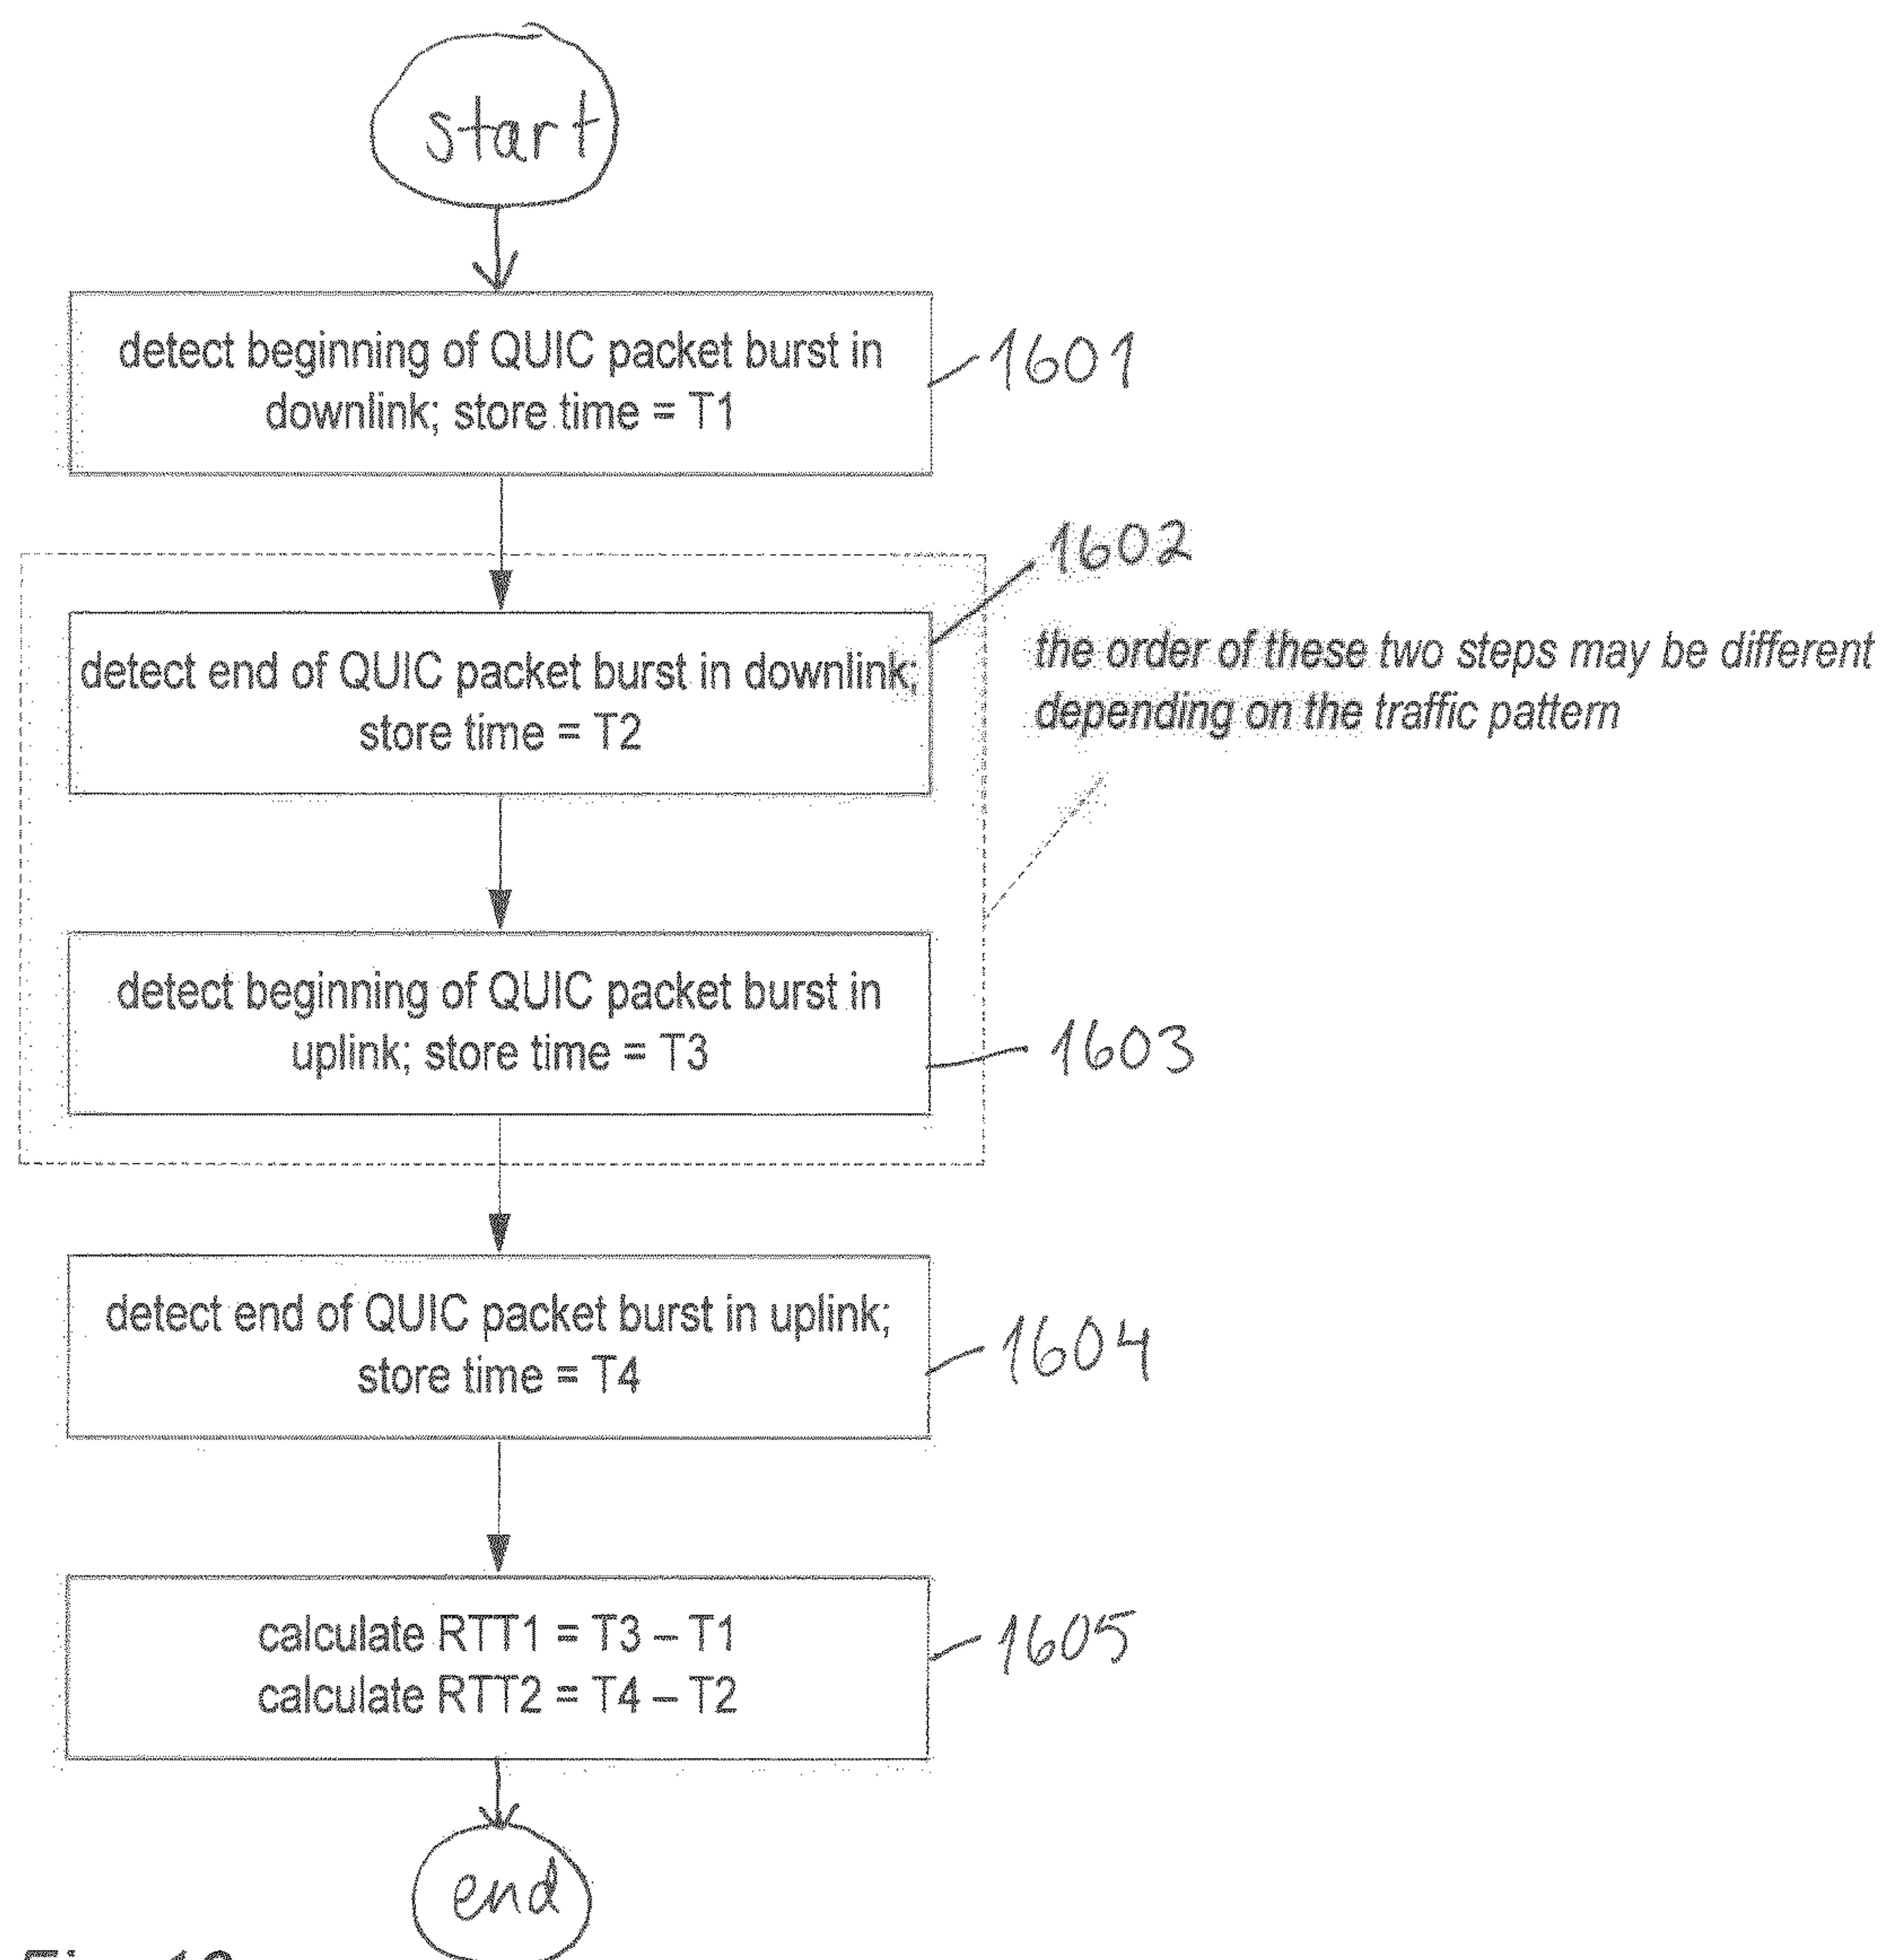 start
detect beginning of QUIC packet burst in
downlink; store time = T1
1601
1602
detect end of QUIC packet burst in downlink;
store time = T2
the order of these two steps may be different
depending on the traffic pattern
detect beginning of QUIC packet burst in
uplink; store time = T3
1603
detect end of QUIC packet burst in uplink;
store time = T4
1604
calculate RTT1 = T3 – T1
calculate RTT2 = T4 – T2
1605
end